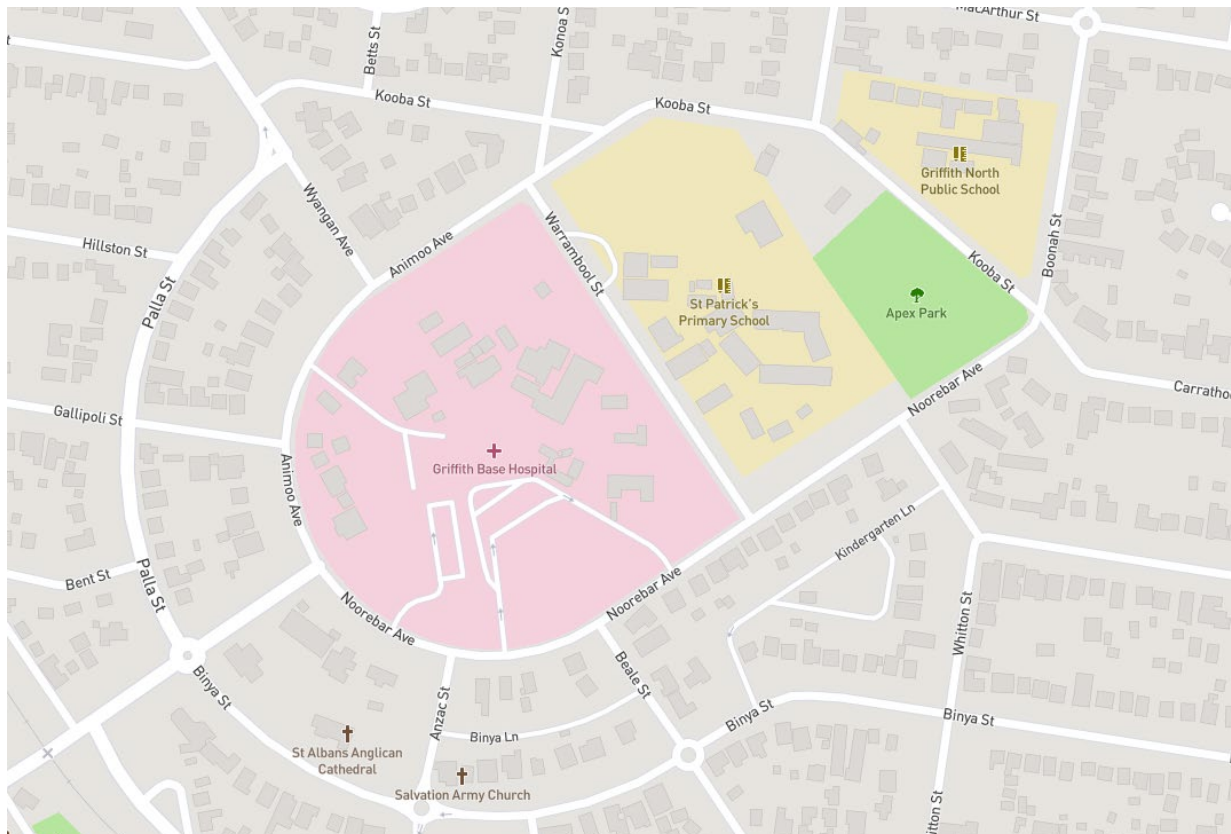 MacArthur St
Konoa S
Betts St
Kooba St
Kooba St
Griffith North
Public School
Wyangan Ave
Warrambool St
Boonah St
Hillston St
Animoo Ave
Kooba St
Palla St
St Patrick's
Primary School
Apex Park
Carratho
Noorebar Ave
Gallipoli St
Griffith Base Hospital
Animoo Ave
Kindergarten Ln
Bent St
Palla St
Noorebar Ave
Noorebar Ave
Whitton St
Beale St
Binya St
Anzac St
Binya St
Binya St
Binya Ln
St Albans Anglican
Cathedral
Salvation Army Church
itton St